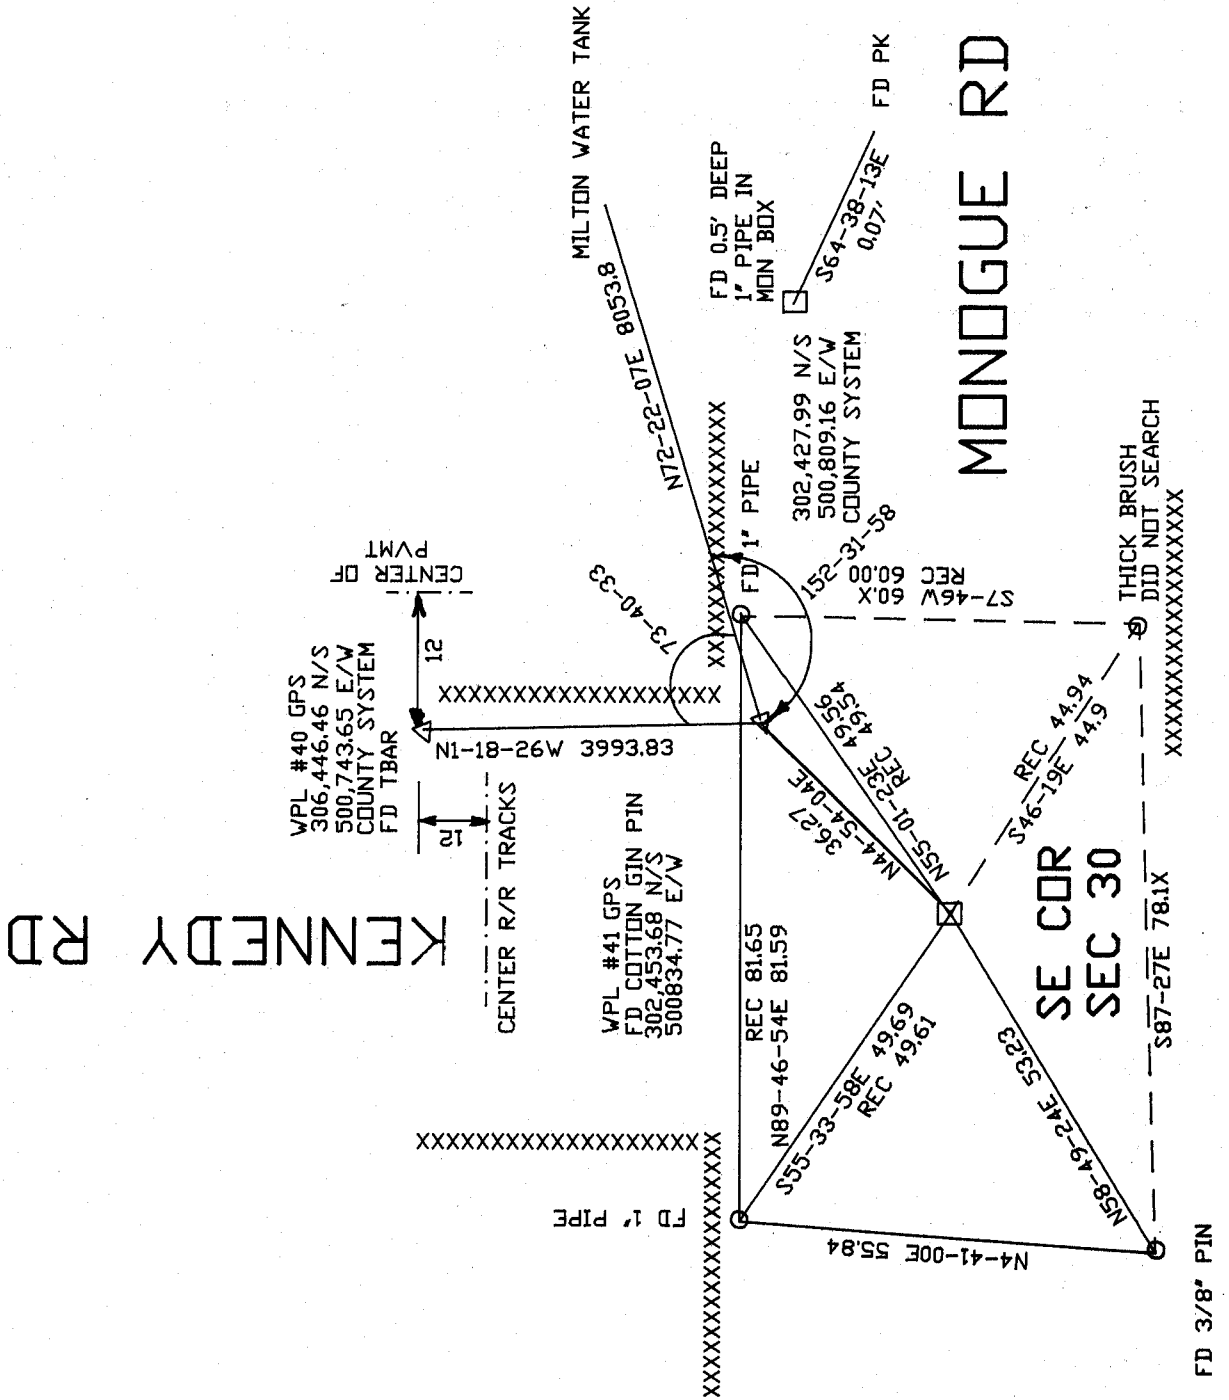 KENNEDY RD
MONOGUE RD
MILTON WATER TANK
N72-22-07E 8053.8
FD 0.5' DEEP
1" PIPE IN
MON BOX
S64-38-13E
0.07'
FD PK
302,427.99 N/S
500,809.16 E/W
COUNTY SYSTEM
CENTER OF
PVMT
12
WPL #40 GPS
306,446.46 N/S
500,743.65 E/W
COUNTY SYSTEM
FD TBAR
12
CENTER R/R TRACKS
XXXXXXXXXXXXXXXXXXX
N1-18-26W 3993.83
73-40-33
152-31-58
XXXXXXXXXXXXXXXXXXXXXX
FD 1" PIPE
WPL #41 GPS
FD COTTON GIN PIN
302,453.68 N/S
500834.77 E/W
36.27
N44-54-04E
N55-01-23E 49.56
REC 49.54
S7-46W 60.X
REC 60.00
THICK BRUSH
DID NOT SEARCH
XXXXXXXXXXXXXXXXXXXXXX
REC 44.94
S46-19E 44.9
REC 81.65
N89-46-54E 81.59
S55-33-58E 49.69
REC 49.61
SE COR
SEC 30
S87-27E 78.1X
N58-49-24E 53.23
XXXXXXXXXXXXXXXXXXX
XXXXXXXXXXXXXXXXXXXXXX
FD 1" PIPE
N4-41-00E 55.84
FD 3/8" PIN